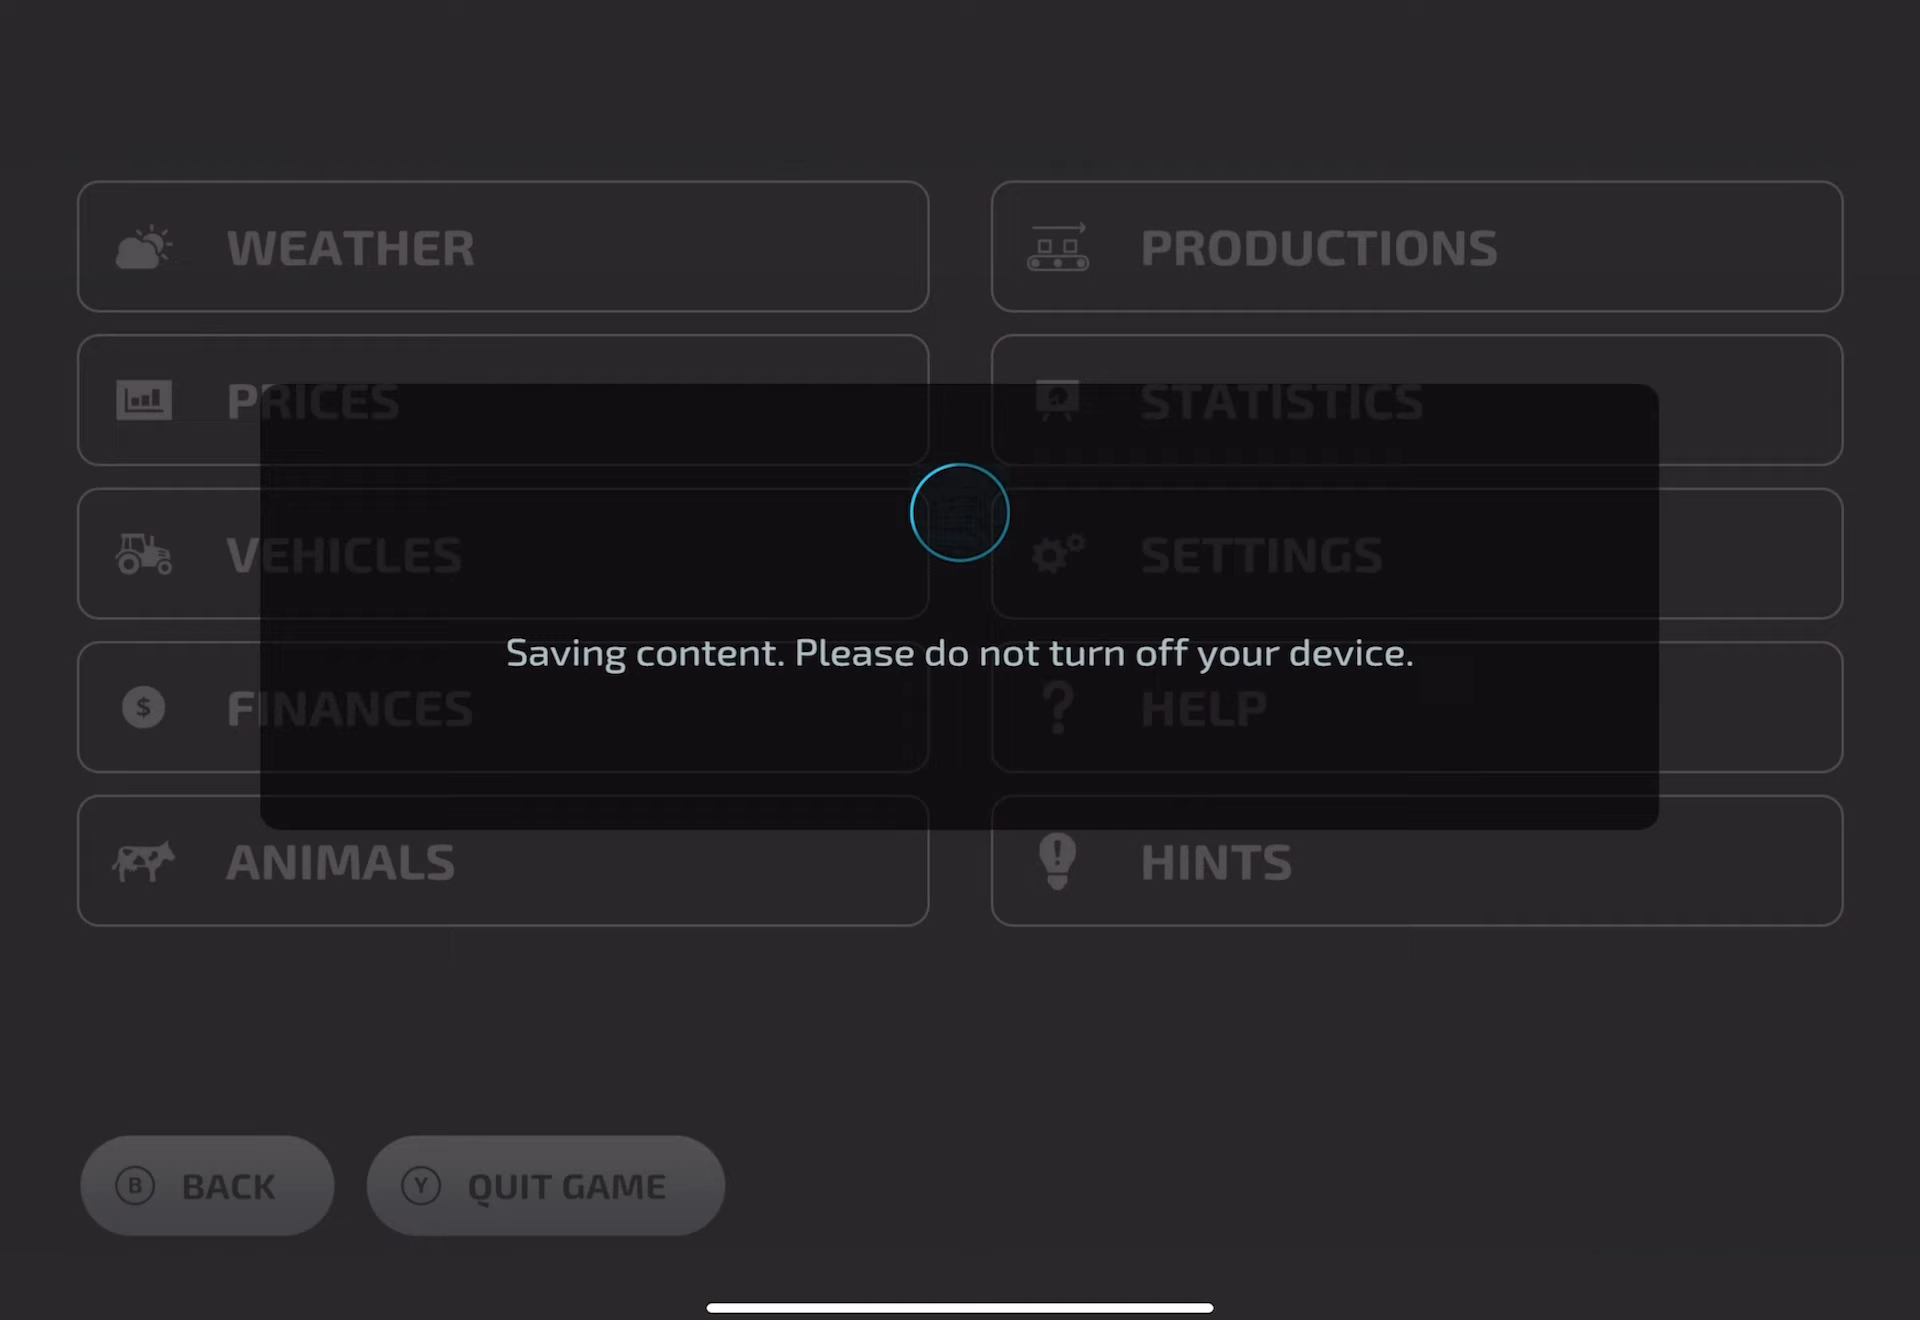 WEATHER
PRODUCTIONS
PRICES
STATISTICS
VEHICLES
SETTINGS
Saving content. Please do not turn off your device.
FINANCES
HELP
ANIMALS
HINTS
B BACK
Y QUIT GAME